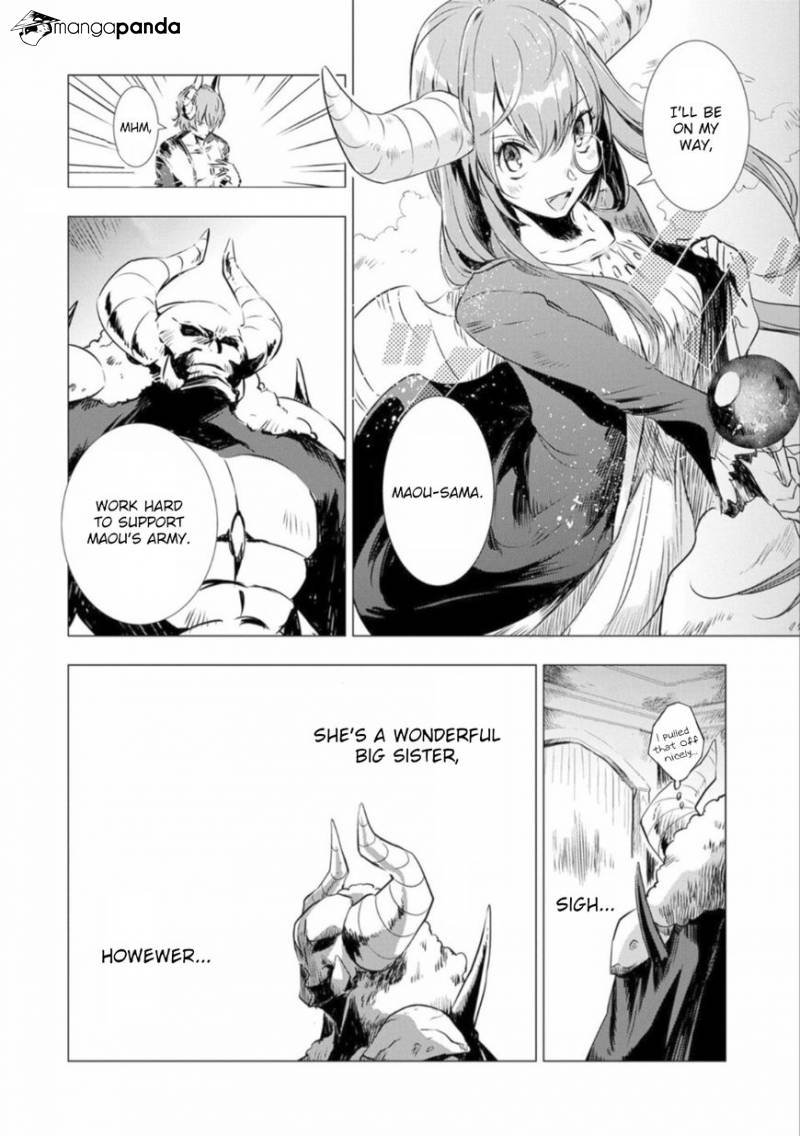 mangapanda
I'LL BE
ON MY
WAY,
MAOU-SAMA.
MHM,
WORK HARD
TO SUPPORT
MAOU'S ARMY.
I pulled
that off
nicely...
SIGH...
SHE'S A WONDERFUL
BIG SISTER,
HOWEWER...